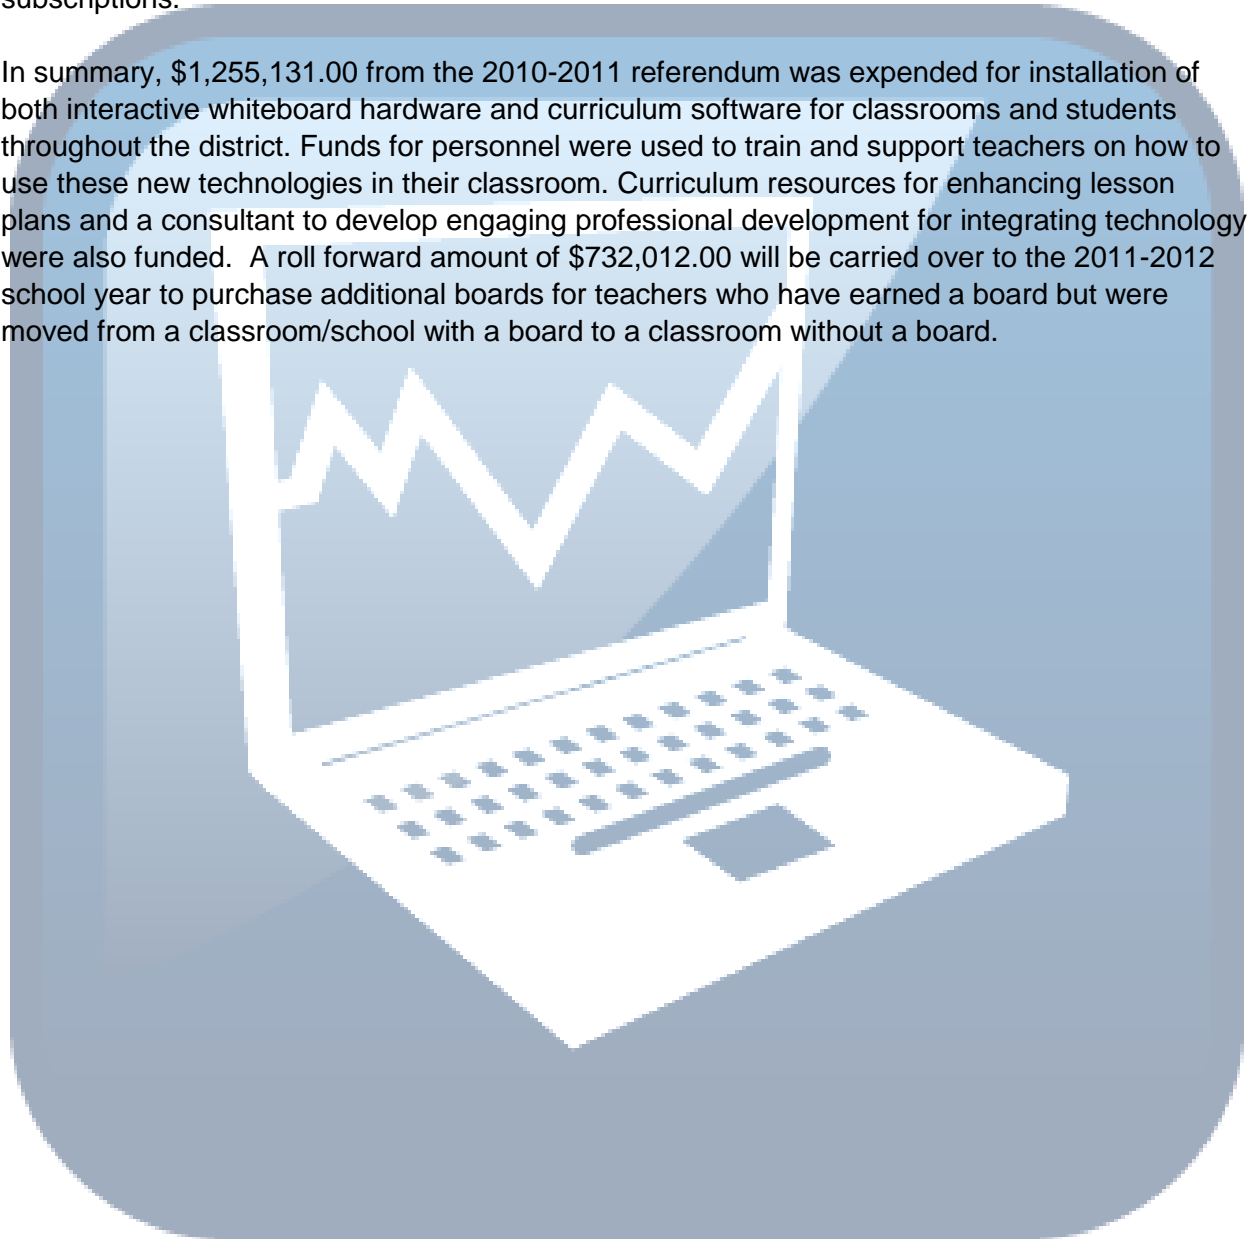 subscriptions.
In summary, $1,255,131.00 from the 2010-2011 referendum was expended for installation of
both interactive whiteboard hardware and curriculum software for classrooms and students
throughout the district. Funds for personnel were used to train and support teachers on how to
use these new technologies in their classroom. Curriculum resources for enhancing lesson
plans and a consultant to develop engaging professional development for integrating technology
were also funded.  A roll forward amount of $732,012.00 will be carried over to the 2011-2012
school year to purchase additional boards for teachers who have earned a board but were
moved from a classroom/school with a board to a classroom without a board.